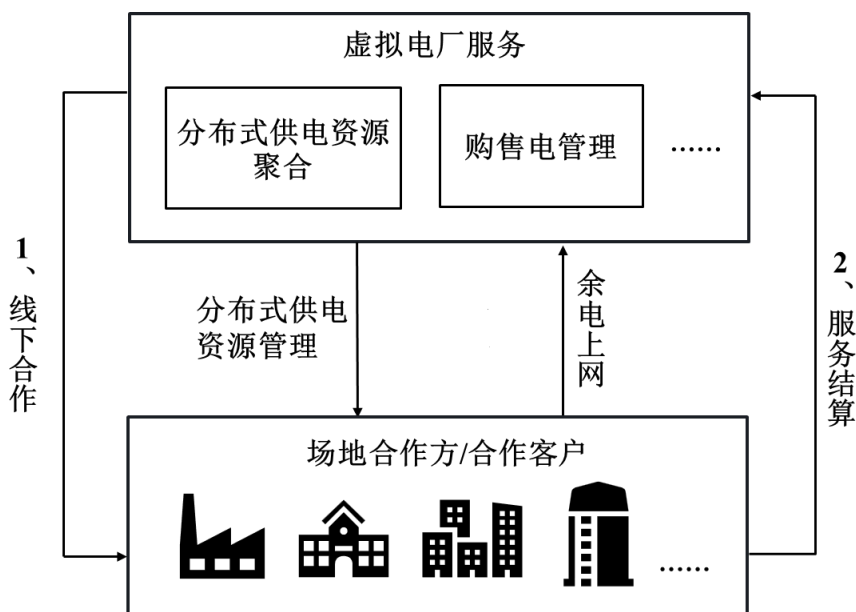 虚拟电厂服务
分布式供电资源
聚合
购售电管理
......
1、线下合作
分布式供电
资源管理
余电上网
2、服务结算
场地合作方/合作客户
......